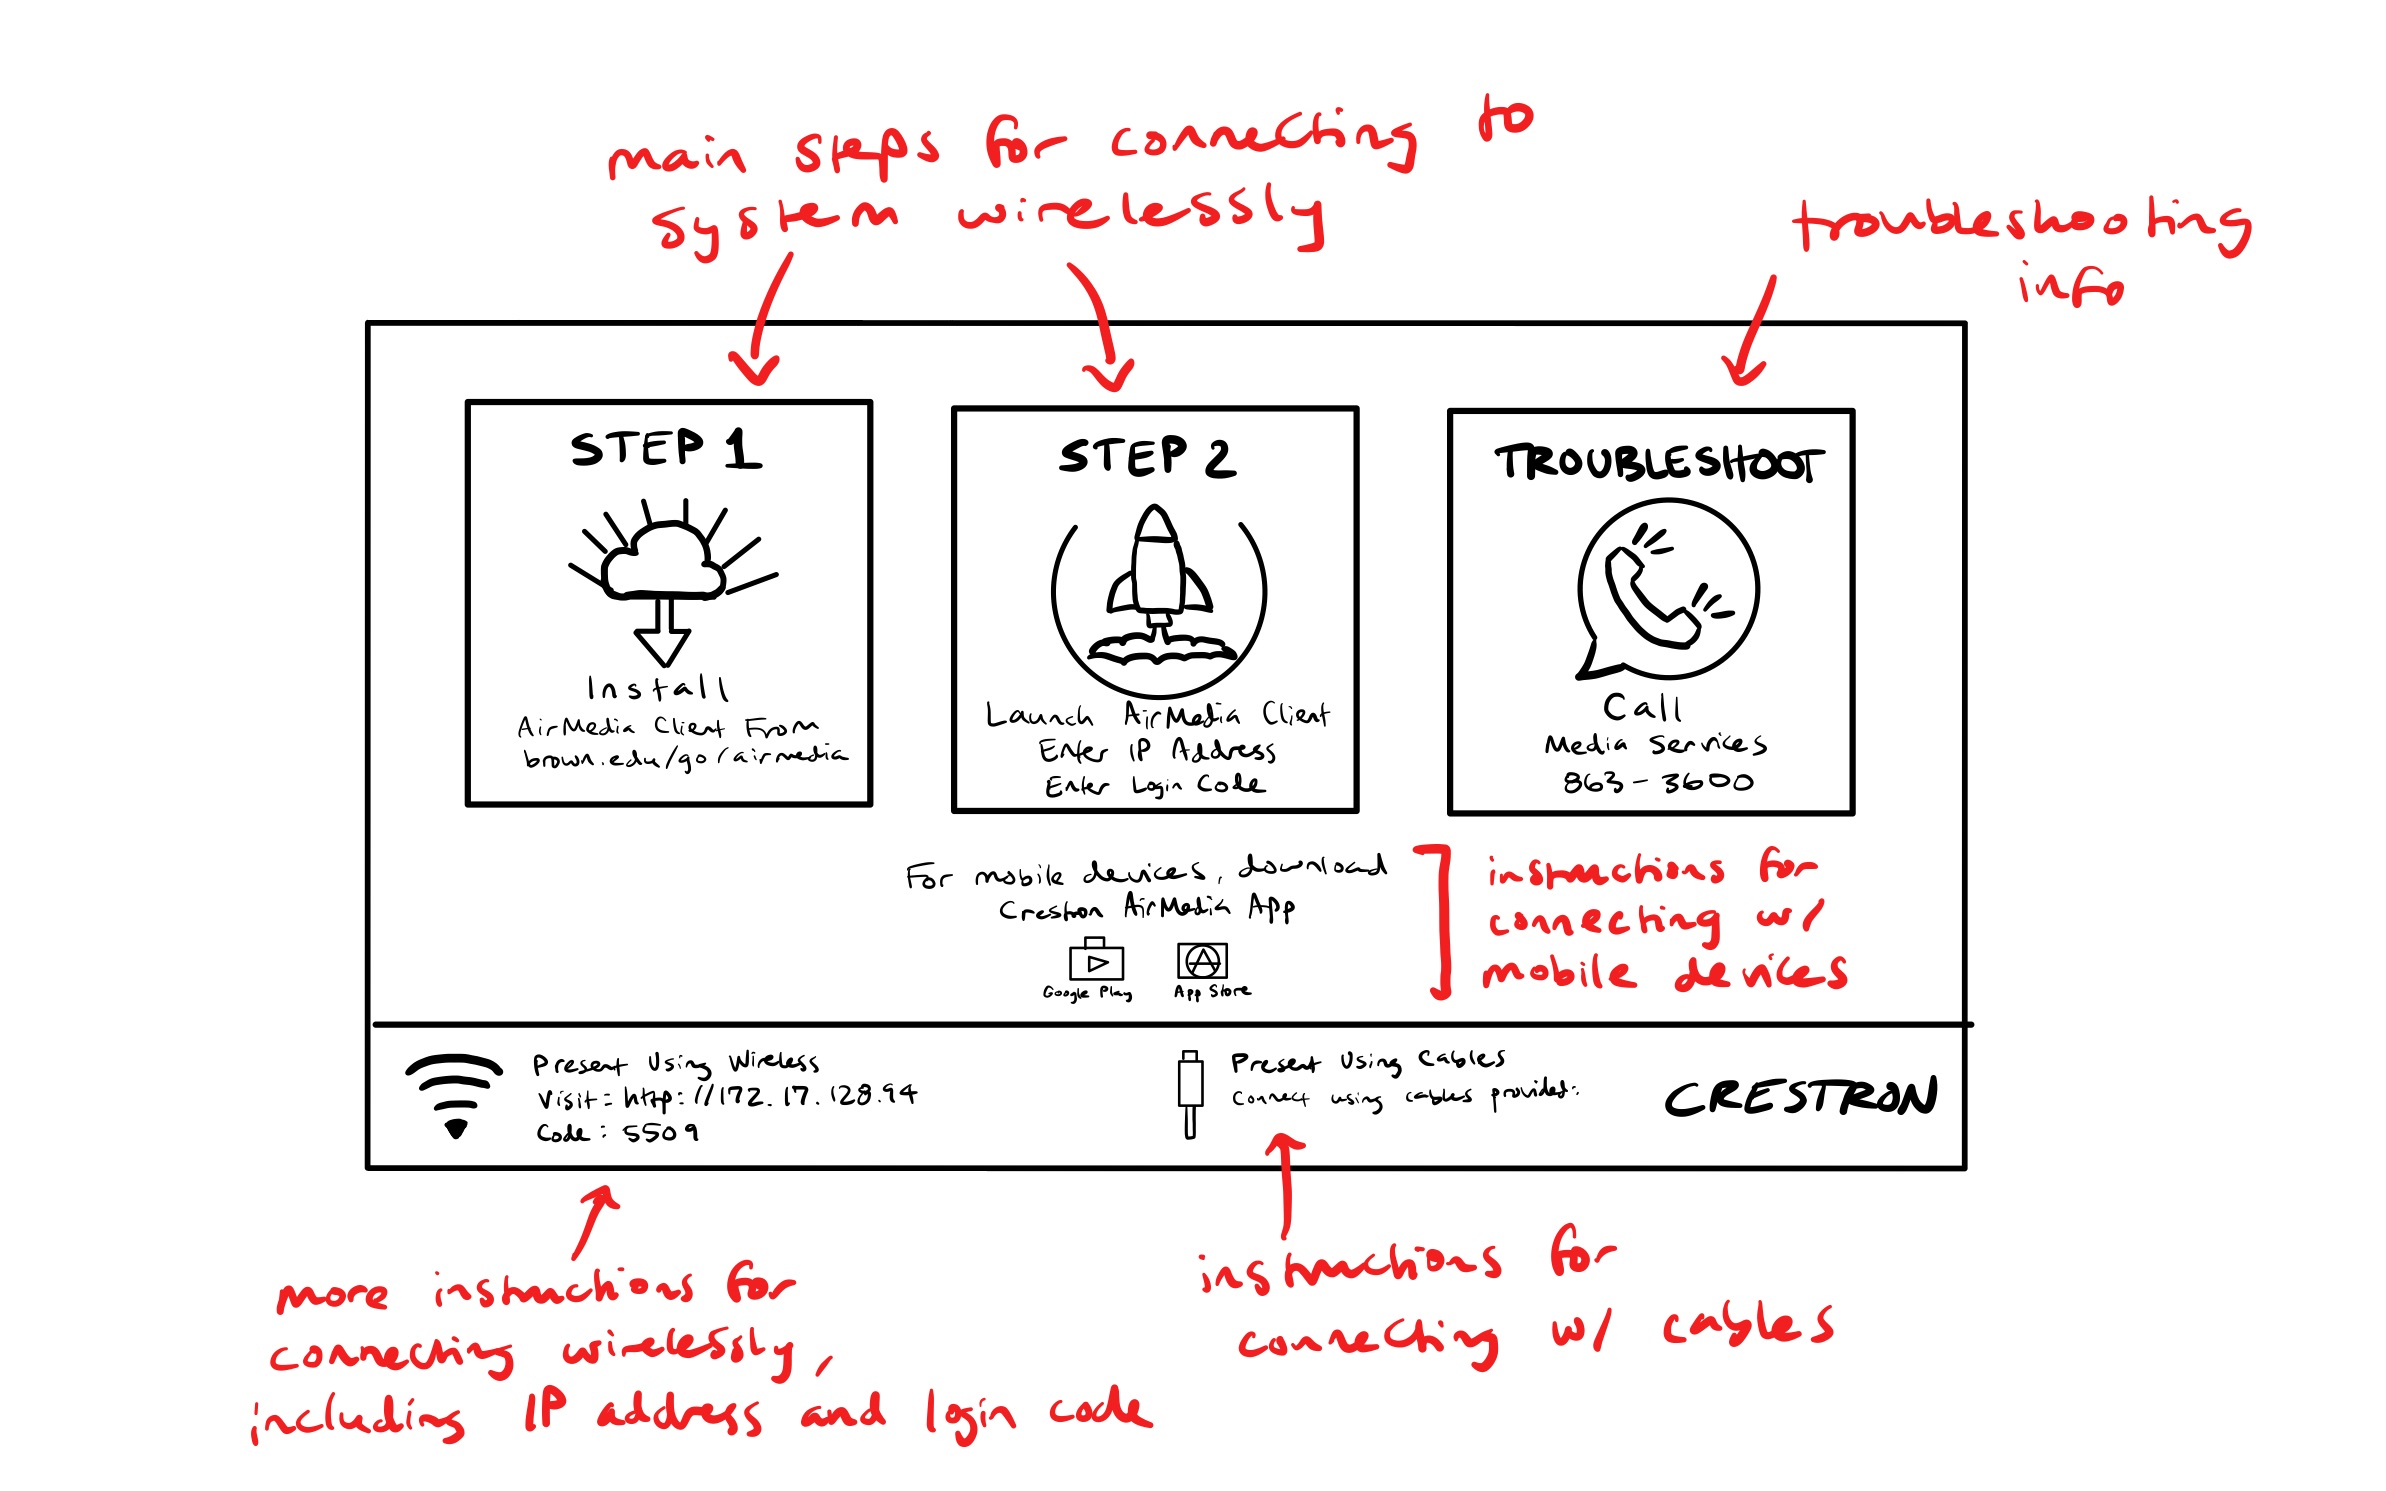 main steps for connecting to
system wirelessly
troubleshooting
info
STEP 1
Install
AirMedia Client From
brown.edu/go/airmedia
STEP 2
Launch AirMedia Client
Enter IP Address
Enter Login Code
TROUBLESHOOT
Call
Media Services
863-3600
For mobile devices, download
Crestron AirMedia App
Google Play
App Store
instructions for
connecting w/
mobile devices
Present Using Wireless
Visit: http://172.17.128.94
Code: 5509
Present Using Cables
Connect using cables provided:
CRESTRON
more instructions for
connecting wirelessly,
including IP address and login code
instructions for
connecting w/ cables